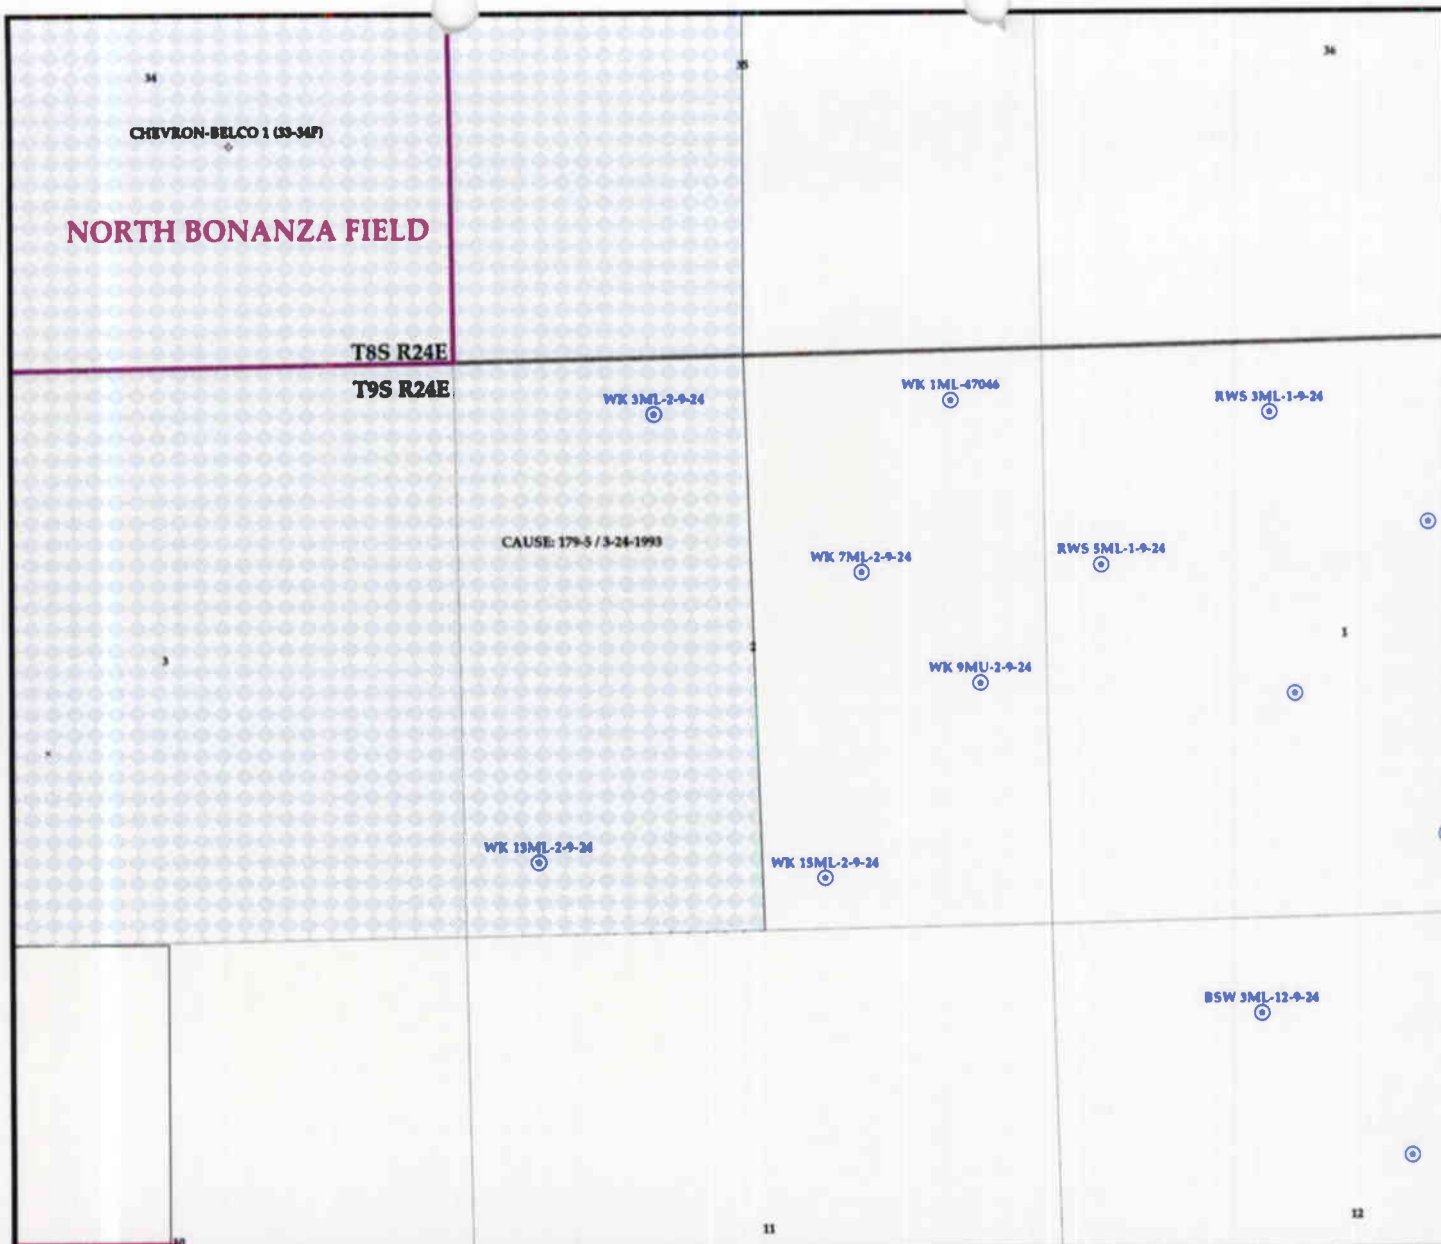 34
35
36
CHEVRON-BELCO 1 (33-34F)
NORTH BONANZA FIELD
T8S R24E
T9S R24E
WK 3ML-2-9-24
WK 1ML-47046
RWS 3ML-1-9-24
CAUSE: 179-5 / 3-24-1993
WK 7ML-2-9-24
RWS 5ML-1-9-24
3
2
1
WK 9MU-2-9-24
WK 13ML-2-9-24
WK 15ML-2-9-24
BSW 3ML-12-9-24
10
11
12